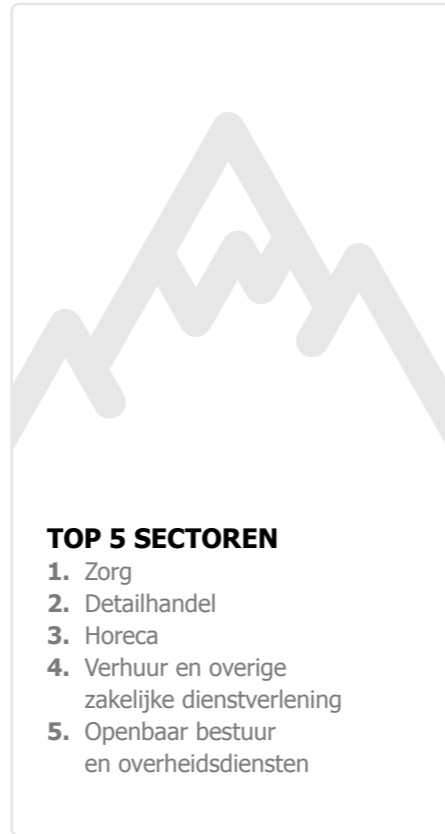 TOP 5 SECTOREN
1. Zorg
2. Detailhandel
3. Horeca
4. Verhuur en overige
zakelijke dienstverlening
5. Openbaar bestuur
en overheidsdiensten